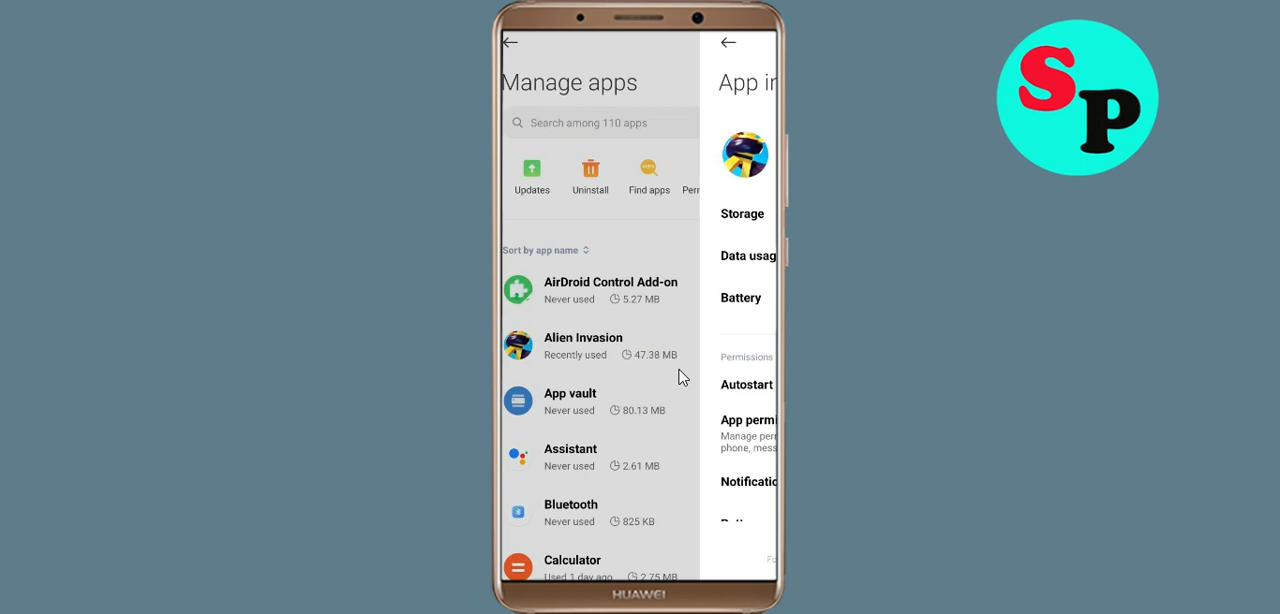 Manage apps
Search among 110 apps
Updates
Uninstall
Find apps
Sort by app name
AirDroid Control Add-on
Never used 5.27 MB
Alien Invasion
Recently used 47.38 MB
App vault
Never used 80.13 MB
Assistant
Never used 2.61 MB
Bluetooth
Never used 825 KB
Calculator
Used 1 day ago 2.75 MB
App in
Storage
Data usag
Battery
Permissions
Autostart
App permi
Manage per
phone, mess
Notificatio
HUAWEI
SP